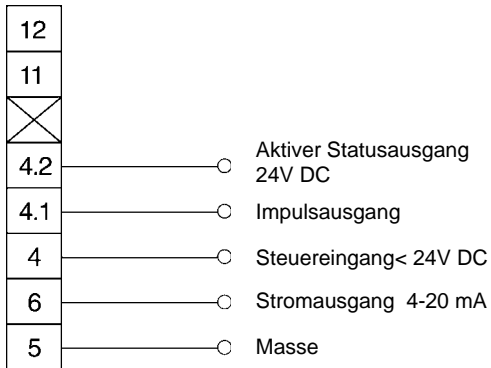 12
11
4.2 Aktiver Statusausgang
24V DC
4.1 Impulsausgang
4 Steuereingang< 24V DC
6 Stromausgang 4-20 mA
5 Masse